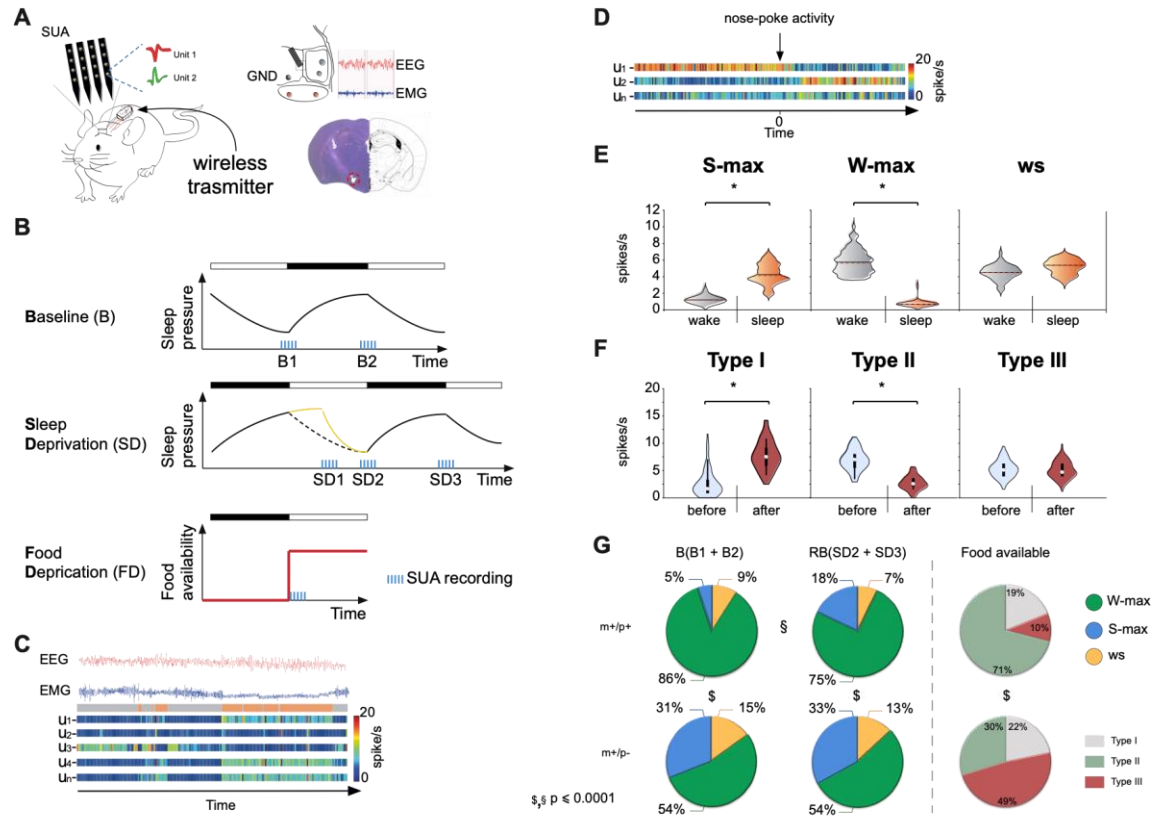 A
SUA
Unit 1
Unit 2
wireless
trasmitter
GND
EEG
EMG
B
Baseline (B)
Sleep
pressure
B1
B2
Time
Sleep
Deprivation (SD)
Sleep
pressure
SD1
SD2
SD3
Time
Food
Deprication (FD)
Food
availability
Time
SUA recording
C
EEG
EMG
u1
u2
u3
u4
un
20
0
spike/s
Time
D
nose-poke activity
u1
u2
un
20
0
spike/s
0
Time
E
S-max
W-max
ws
*
*
spikes/s
12
10
8
6
4
2
0
wake
sleep
wake
sleep
wake
sleep
F
Type I
Type II
Type III
*
*
spikes/s
20
15
10
5
0
before
after
before
after
before
after
G
B(B1 + B2)
RB(SD2 + SD3)
Food available
m+/p+
5%
9%
86%
§
18%
7%
75%
19%
10%
71%
W-max
S-max
ws
$
$
$
m+/p-
31%
15%
54%
33%
13%
54%
30%
22%
49%
Type I
Type II
Type III
$,§ p ⩽ 0.0001